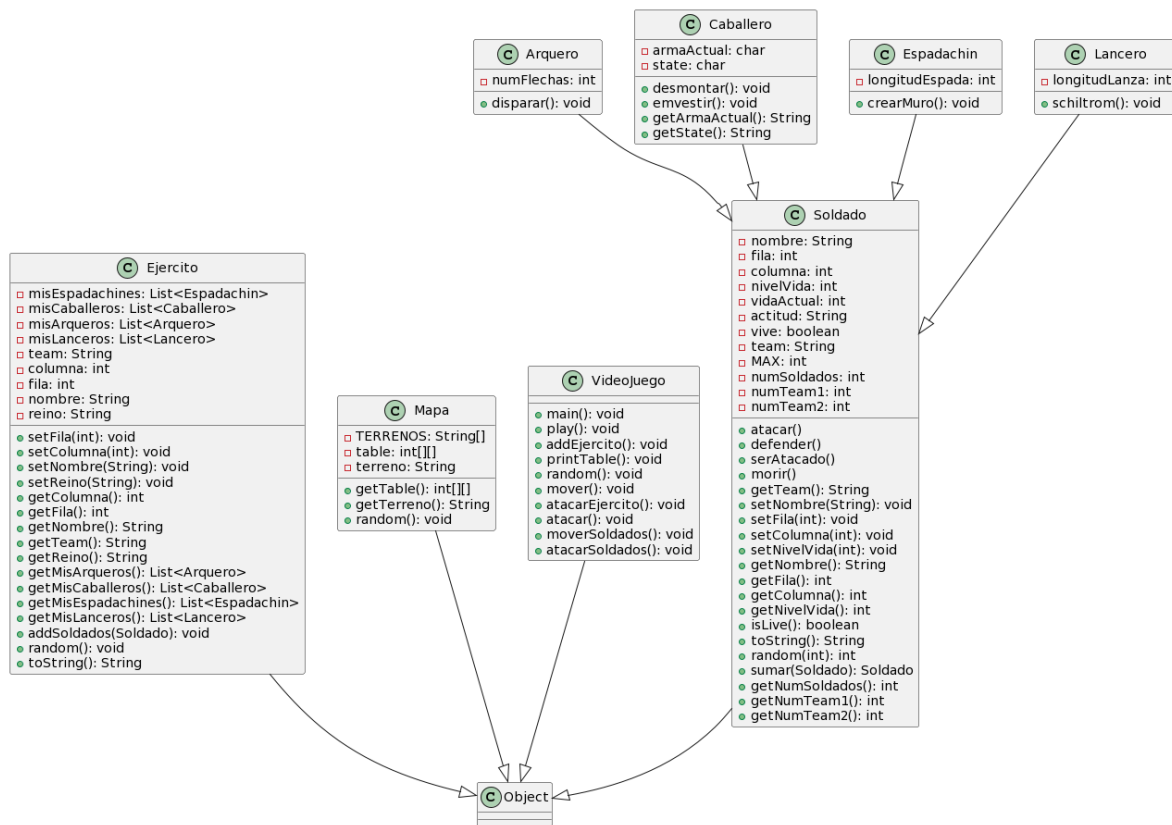 C Arquero
numFlechas: int
disparar(): void
C Caballero
armaActual: char
state: char
desmontar(): void
emvestir(): void
getArmaActual(): String
getState(): String
C Espadachin
longitudEspada: int
crearMuro(): void
C Lancero
longitudLanza: int
schiltrom(): void
C Soldado
nombre: String
fila: int
columna: int
nivelVida: int
vidaActual: int
actitud: String
vive: boolean
team: String
MAX: int
numSoldados: int
numTeam1: int
numTeam2: int
atacar()
defender()
serAtacado()
morir()
getTeam(): String
setNombre(String): void
setFila(int): void
setColumna(int): void
setNivelVida(int): void
getNombre(): String
getFila(): int
getColumna(): int
getNivelVida(): int
isLive(): boolean
toString(): String
random(int): int
sumar(Soldado): Soldado
getNumSoldados(): int
getNumTeam1(): int
getNumTeam2(): int
C Ejercito
misEspadachines: List<Espadachin>
misCaballeros: List<Caballero>
misArqueros: List<Arquero>
misLanceros: List<Lancero>
team: String
columna: int
fila: int
nombre: String
reino: String
setFila(int): void
setColumna(int): void
setNombre(String): void
setReino(String): void
getColumna(): int
getFila(): int
getNombre(): String
getTeam(): String
getReino(): String
getMisArqueros(): List<Arquero>
getMisCaballeros(): List<Caballero>
getMisEspadachines(): List<Espadachin>
getMisLanceros(): List<Lancero>
addSoldados(Soldado): void
random(): void
toString(): String
C Mapa
TERRENOS: String[]
table: int[][]
terreno: String
getTable(): int[][]
getTerreno(): String
random(): void
C VideoJuego
main(): void
play(): void
addEjercito(): void
printTable(): void
random(): void
mover(): void
atacarEjercito(): void
atacar(): void
moverSoldados(): void
atacarSoldados(): void
C Object